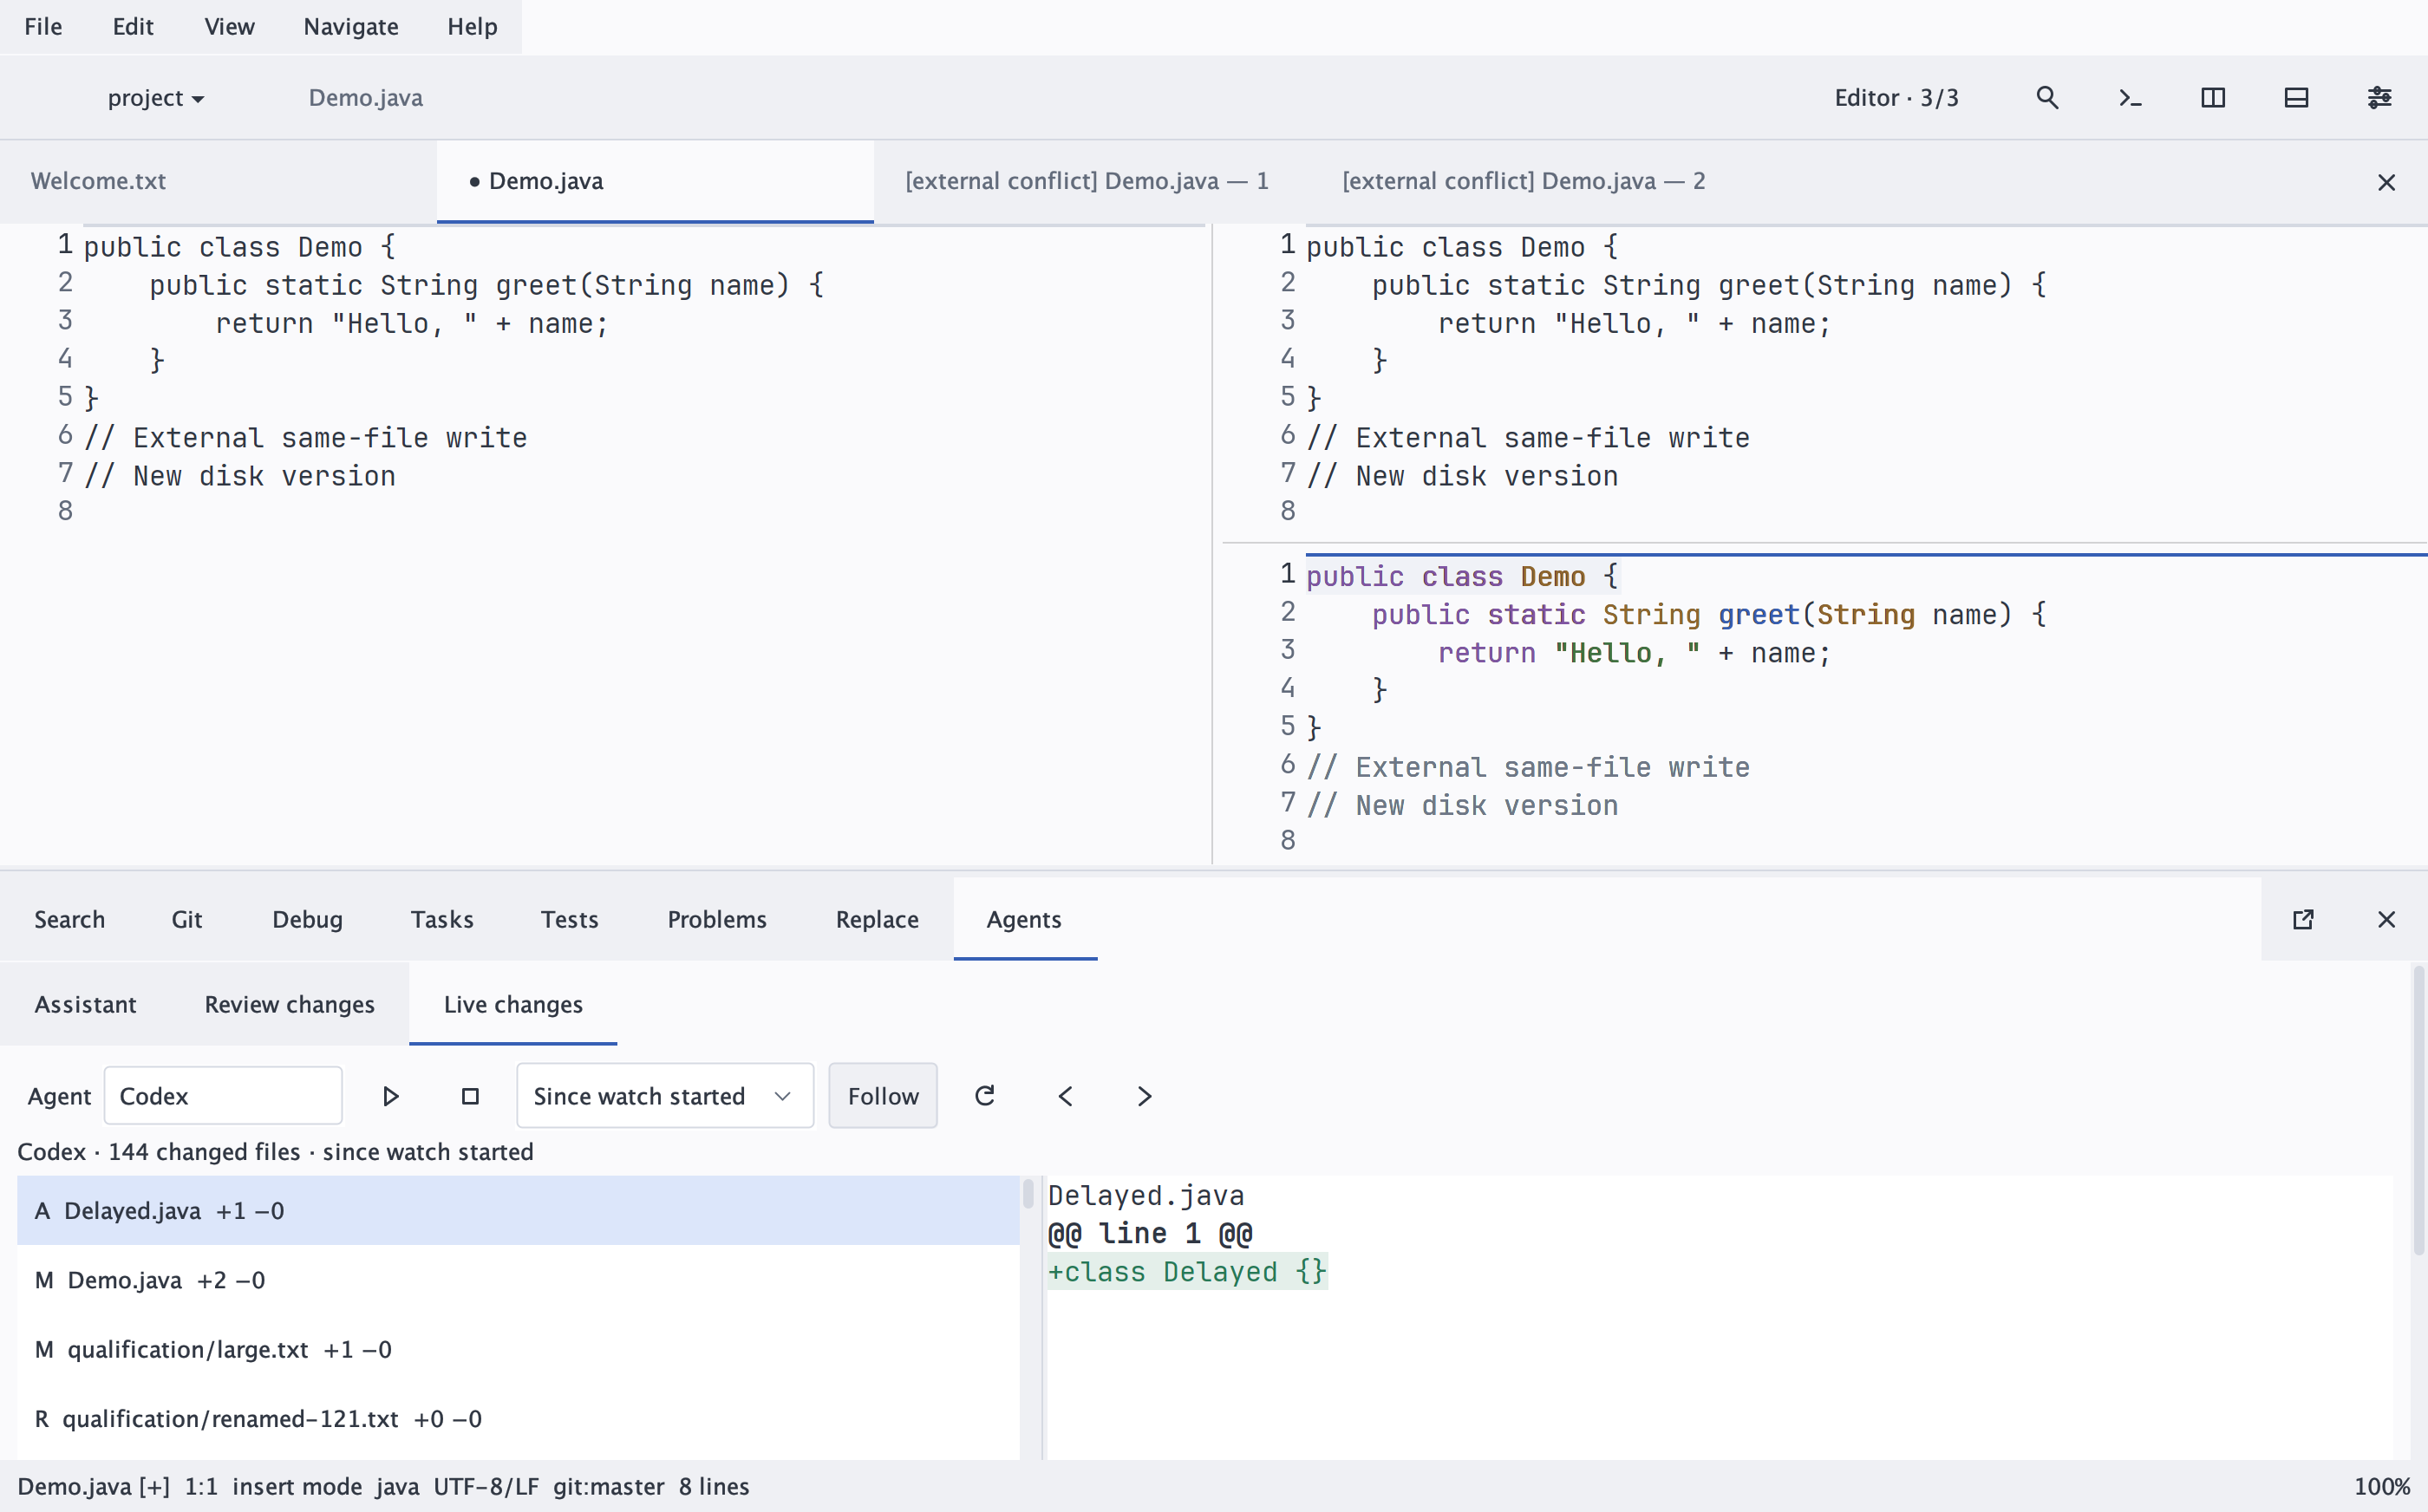 File Edit View Navigate Help
project Demo.java Editor · 3/3
Welcome.txt ● Demo.java [external conflict] Demo.java — 1 [external conflict] Demo.java — 2
1 public class Demo {
2     public static String greet(String name) {
3         return "Hello, " + name;
4     }
5 }
6 // External same-file write
7 // New disk version
8
1 public class Demo {
2     public static String greet(String name) {
3         return "Hello, " + name;
4     }
5 }
6 // External same-file write
7 // New disk version
8
1 public class Demo {
2     public static String greet(String name) {
3         return "Hello, " + name;
4     }
5 }
6 // External same-file write
7 // New disk version
8
Search Git Debug Tasks Tests Problems Replace Agents
Assistant Review changes Live changes
Agent Codex Since watch started Follow
Codex · 144 changed files · since watch started
A Delayed.java +1 −0
M Demo.java +2 −0
M qualification/large.txt +1 −0
R qualification/renamed-121.txt +0 −0
Delayed.java
@@ line 1 @@
+class Delayed {}
Demo.java [+] 1:1 insert mode java UTF-8/LF git:master 8 lines 100%